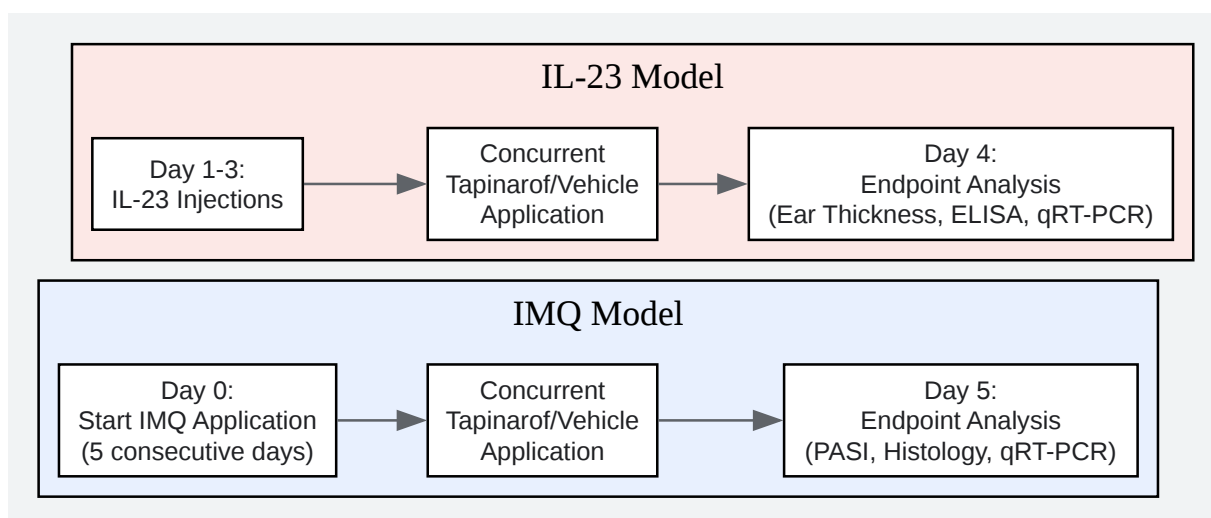 IL-23 Model
Day 1-3:
IL-23 Injections
Concurrent
Tapinarof/Vehicle
Application
Day 4:
Endpoint Analysis
(Ear Thickness, ELISA, qRT-PCR)
IMQ Model
Day 0:
Start IMQ Application
(5 consecutive days)
Concurrent
Tapinarof/Vehicle
Application
Day 5:
Endpoint Analysis
(PASI, Histology, qRT-PCR)